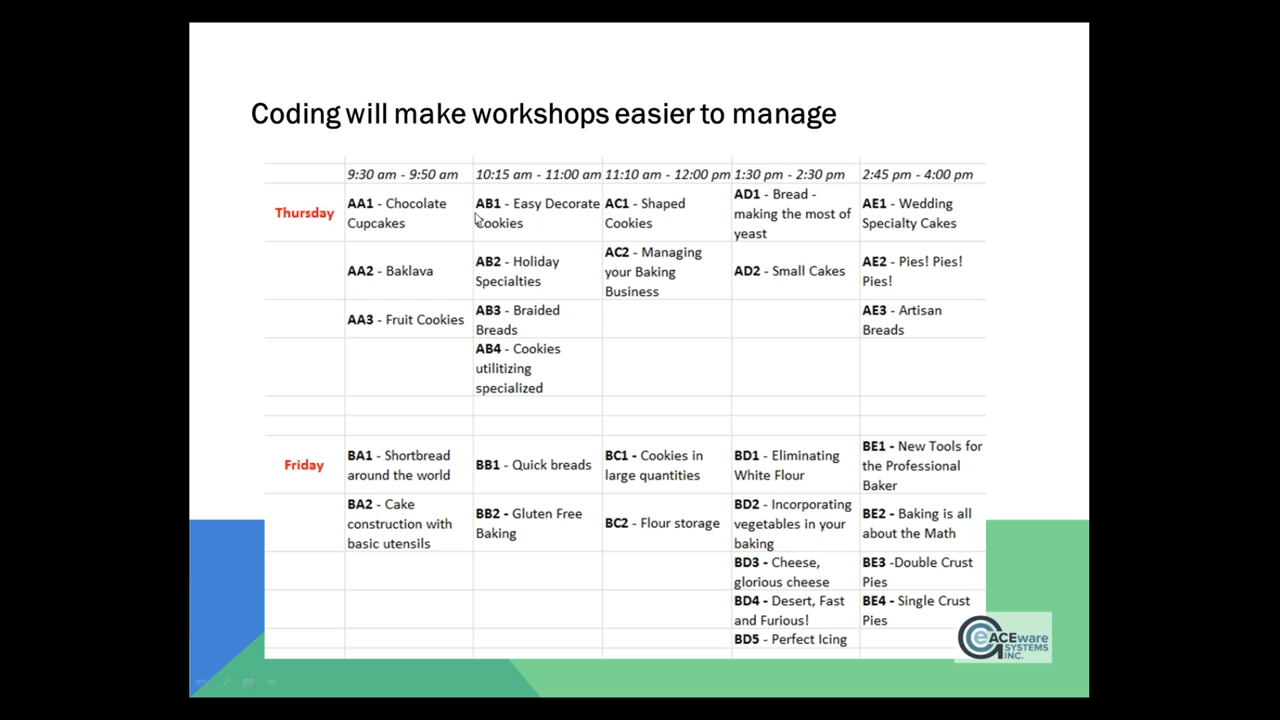 Coding will make workshops easier to manage
9:30 am - 9:50 am 10:15 am - 11:00 am 11:10 am - 12:00 pm 1:30 pm - 2:30 pm 2:45 pm - 4:00 pm
Thursday
AA1 - Chocolate
Cupcakes
AB1 - Easy Decorate
Cookies
AC1 - Shaped
Cookies
AD1 - Bread -
making the most of
yeast
AE1 - Wedding
Specialty Cakes
AA2 - Baklava
AB2 - Holiday
Specialties
AC2 - Managing
your Baking
Business
AD2 - Small Cakes
AE2 - Pies! Pies!
Pies!
AA3 - Fruit Cookies
AB3 - Braided
Breads
AE3 - Artisan
Breads
AB4 - Cookies
utilitizing
specialized
Friday
BA1 - Shortbread
around the world
BB1 - Quick breads
BC1 - Cookies in
large quantities
BD1 - Eliminating
White Flour
BE1 - New Tools for
the Professional
Baker
BA2 - Cake
construction with
basic utensils
BB2 - Gluten Free
Baking
BC2 - Flour storage
BD2 - Incorporating
vegetables in your
baking
BE2 - Baking is all
about the Math
BD3 - Cheese,
glorious cheese
BE3 -Double Crust
Pies
BD4 - Desert, Fast
and Furious!
BE4 - Single Crust
Pies
BD5 - Perfect Icing
ACEware
SYSTEMS
INC.